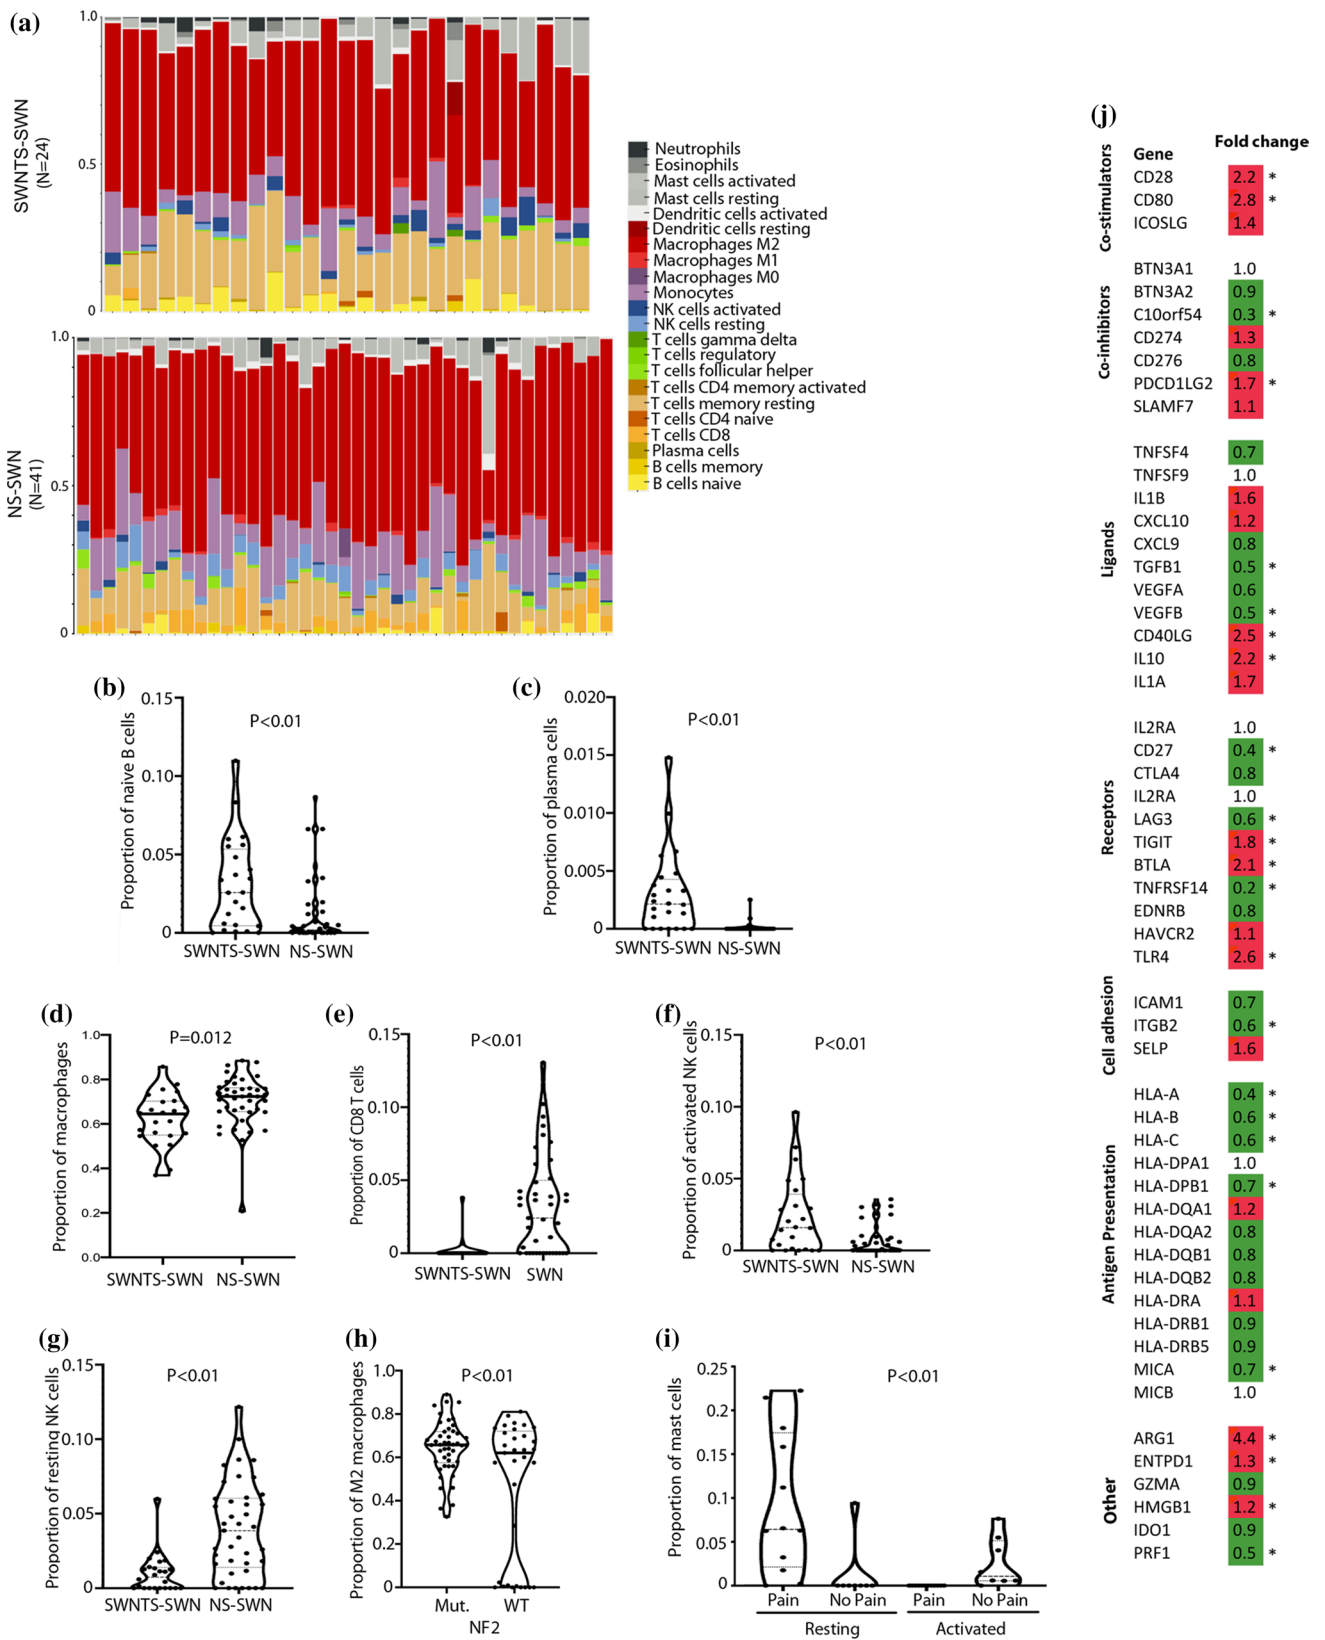 (a)
SWNTS-SWN
(N=24)
1.0
0.5
0
NS-SWN
(N=41)
1.0
0.5
0
Neutrophils
Eosinophils
Mast cells activated
Mast cells resting
Dendritic cells activated
Dendritic cells resting
Macrophages M2
Macrophages M1
Macrophages M0
Monocytes
NK cells activated
NK cells resting
T cells gamma delta
T cells regulatory
T cells follicular helper
T cells CD4 memory activated
T cells memory resting
T cells CD4 naive
T cells CD8
Plasma cells
B cells memory
B cells naive
(b)
Proportion of naive B cells
0.15
0.10
0.05
0
P<0.01
SWNTS-SWN NS-SWN
(c)
Proportion of plasma cells
0.020
0.015
0.010
0.005
0
P<0.01
SWNTS-SWN NS-SWN
(d)
Proportion of macrophages
1.0
0.8
0.6
0.4
0.2
0.0
P=0.012
SWNTS-SWN NS-SWN
(e)
Proportion of CD8 T cells
0.15
0.10
0.05
0
P<0.01
SWNTS-SWN SWN
(f)
Proportion of activated NK cells
0.15
0.10
0.05
0
P<0.01
SWNTS-SWN NS-SWN
(g)
Proportion of resting NK cells
0.15
0.10
0.05
0
P<0.01
SWNTS-SWN NS-SWN
(h)
Proportion of M2 macrophages
1.0
0.8
0.6
0.4
0.2
0
P<0.01
Mut. WT
NF2
(i)
Proportion of mast cells
0.25
0.2
0.15
0.1
0.05
0
P<0.01
Pain No Pain Pain No Pain
Resting Activated
(j)
Gene Fold change
Co-stimulators
CD28 2.2 *
CD80 2.8 *
ICOSLG 1.4
Co-inhibitors
BTN3A1 1.0
BTN3A2 0.9
C10orf54 0.3 *
CD274 1.3
CD276 0.8
PDCD1LG2 1.7 *
SLAMF7 1.1
Ligands
TNFSF4 0.7
TNFSF9 1.0
IL1B 1.6
CXCL10 1.2
CXCL9 0.8
TGFB1 0.5 *
VEGFA 0.6
VEGFB 0.5 *
CD40LG 2.5 *
IL10 2.2 *
IL1A 1.7
Receptors
IL2RA 1.0
CD27 0.4 *
CTLA4 0.8
IL2RA 1.0
LAG3 0.6 *
TIGIT 1.8 *
BTLA 2.1 *
TNFRSF14 0.2 *
EDNRB 0.8
HAVCR2 1.1
TLR4 2.6 *
Cell adhesion
ICAM1 0.7
ITGB2 0.6 *
SELP 1.6
Antigen Presentation
HLA-A 0.4 *
HLA-B 0.6 *
HLA-C 0.6 *
HLA-DPA1 1.0
HLA-DPB1 0.7 *
HLA-DQA1 1.2
HLA-DQA2 0.8
HLA-DQB1 0.8
HLA-DQB2 0.8
HLA-DRA 1.1
HLA-DRB1 0.9
HLA-DRB5 0.9
MICA 0.7 *
MICB 1.0
Other
ARG1 4.4 *
ENTPD1 1.3 *
GZMA 0.9
HMGB1 1.2 *
IDO1 0.9
PRF1 0.5 *